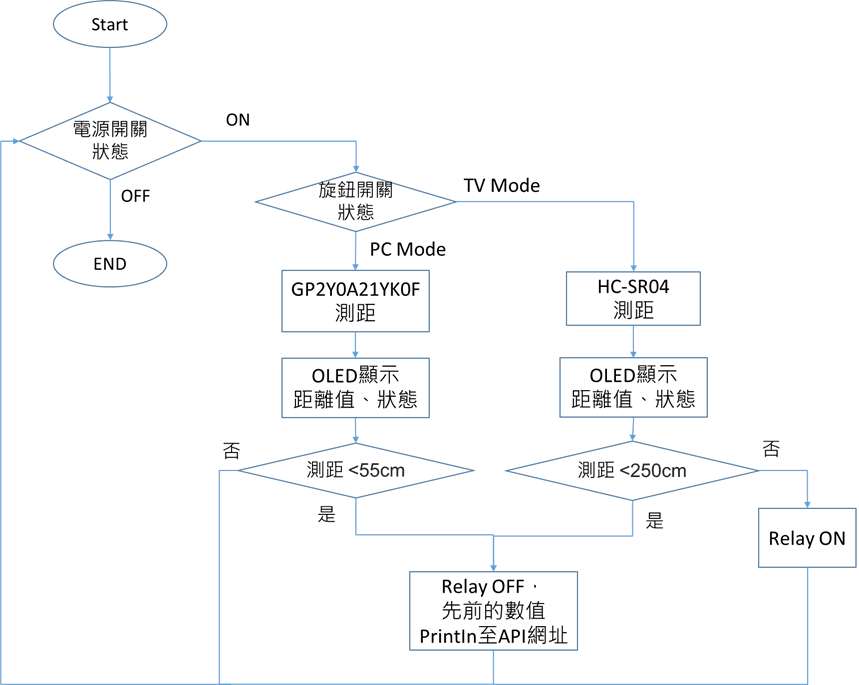 Start
電源開關
狀態
ON
OFF
END
旋鈕開關
狀態
TV Mode
PC Mode
GP2Y0A21YK0F
測距
HC-SR04
測距
OLED顯示
距離值、狀態
OLED顯示
距離值、狀態
否
測距 <55cm
是
測距 <250cm
否
是
Relay ON
Relay OFF，
先前的數值
PrintIn至API網址